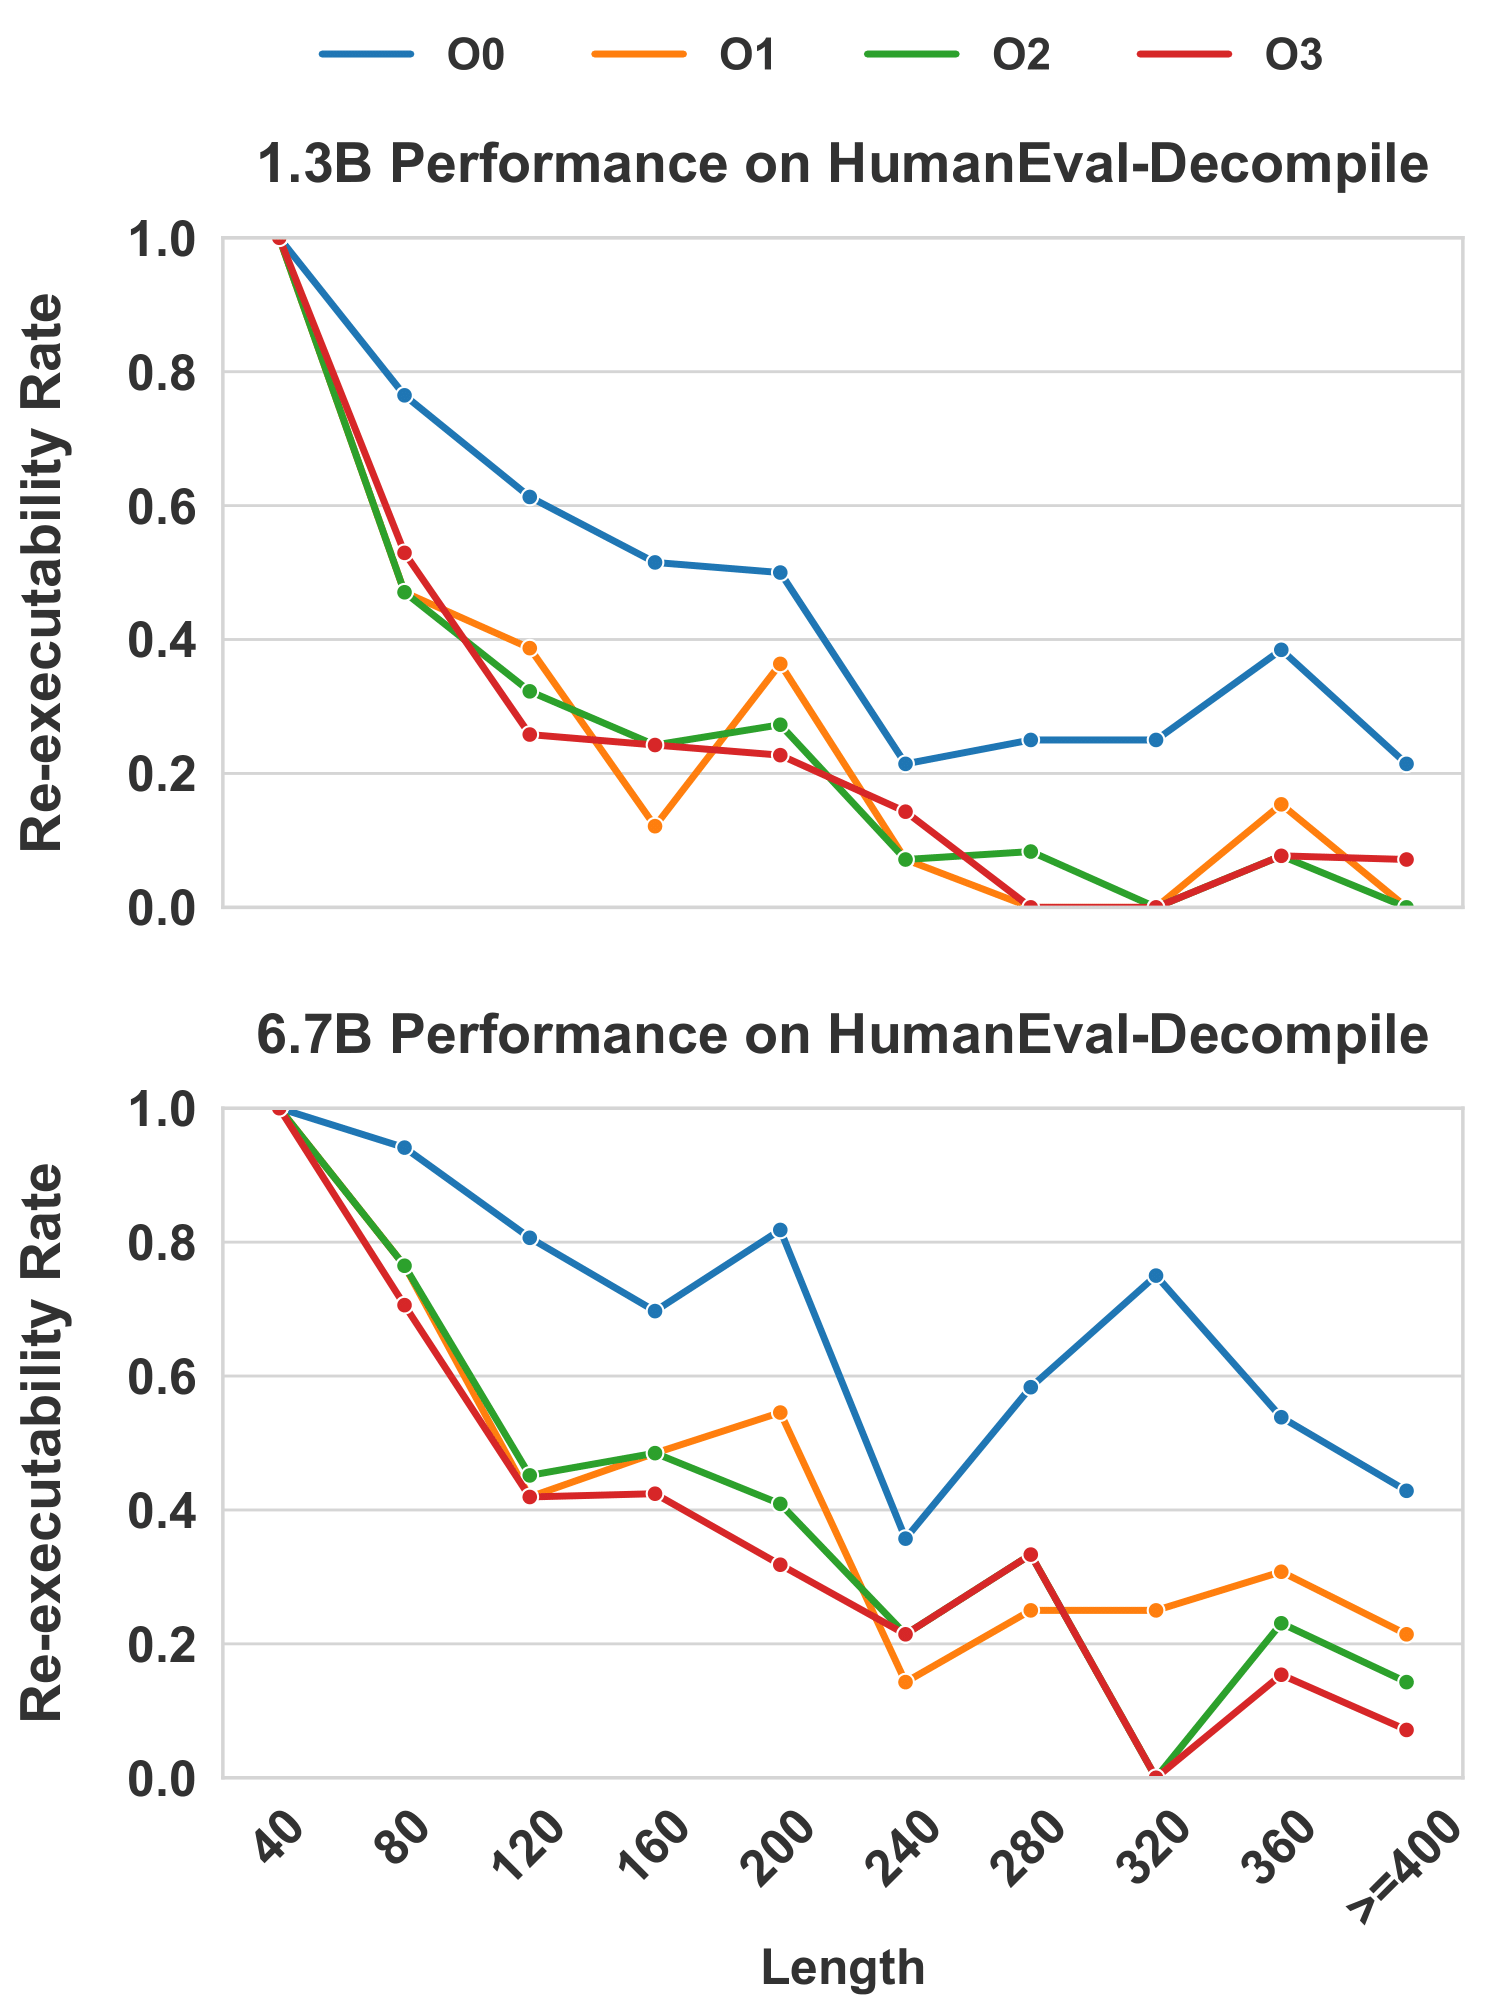 O0 O1 O2 O3
1.3B Performance on HumanEval-Decompile
Re-executability Rate
1.0
0.8
0.6
0.4
0.2
0.0
6.7B Performance on HumanEval-Decompile
Re-executability Rate
1.0
0.8
0.6
0.4
0.2
0.0
40 80 120 160 200 240 280 320 360 >=400
Length